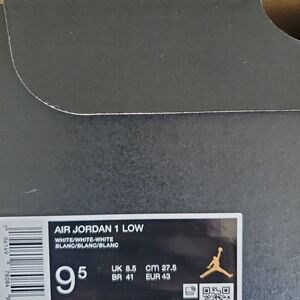 AIR JORDAN 1 LOW
WHITE/WHITE-WHITE
BLANC/BLANC/BLANC
9 5
UK 8.5 CM 27.5
BR 41 EUR 43